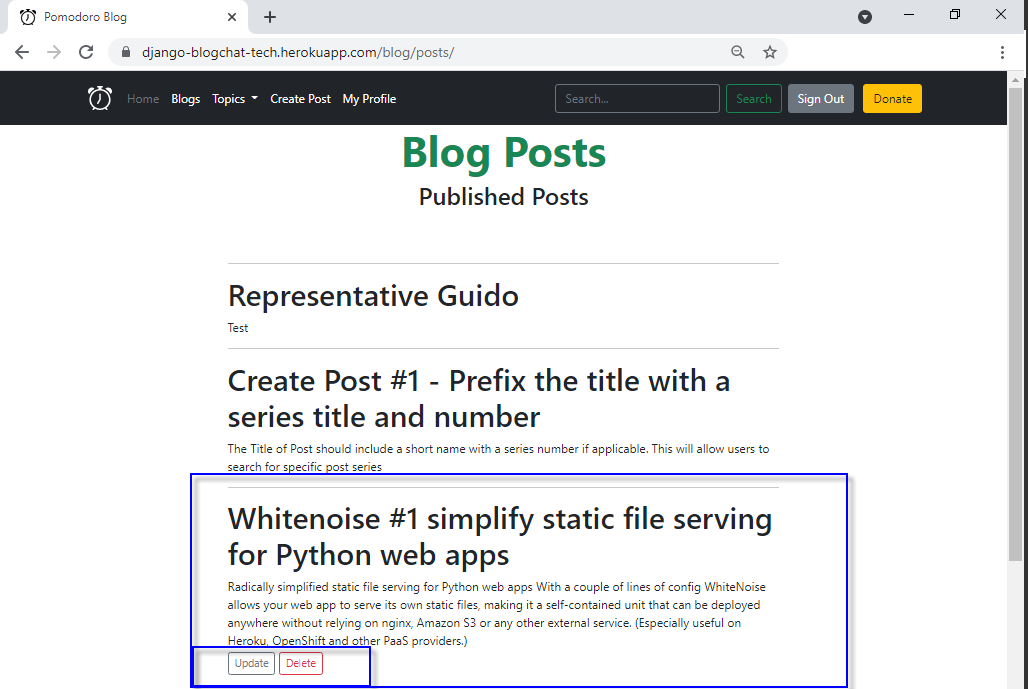 Pomodoro Blog
django-blogchat-tech.herokuapp.com/blog/posts/
Home Blogs Topics Create Post My Profile Search... Search Sign Out Donate
Blog Posts
Published Posts
Representative Guido
Test
Create Post #1 - Prefix the title with a
series title and number
The Title of Post should include a short name with a series number if applicable. This will allow users to
search for specific post series
Whitenoise #1 simplify static file serving
for Python web apps
Radically simplified static file serving for Python web apps With a couple of lines of config WhiteNoise
allows your web app to serve its own static files, making it a self-contained unit that can be deployed
anywhere without relying on nginx, Amazon S3 or any other external service. (Especially useful on
Heroku, OpenShift and other PaaS providers.)
Update Delete